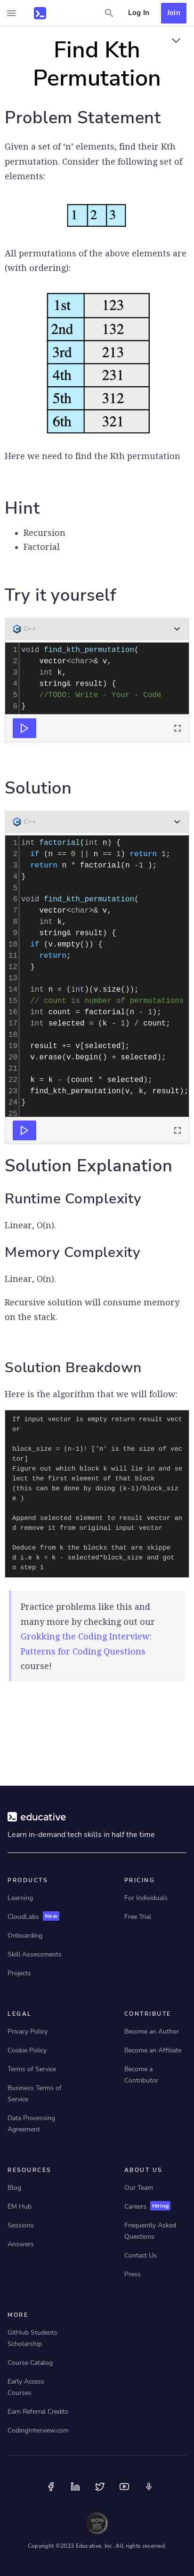 Log In
Join
Find Kth
Permutation
Problem Statement
Given a set of ‘n’ elements, find their Kth
permutation. Consider the following set of
elements:
1 2 3
All permutations of the above elements are
(with ordering):
1st 123
2nd 132
3rd 213
4th 231
5th 312
6th 321
Here we need to find the Kth permutation
Hint
• Recursion
• Factorial
Try it yourself
C++
1 void find_kth_permutation(
2     vector<char>& v,
3     int k,
4     string& result) {
5     //TODO: Write - Your - Code
6 }
Solution
C++
1 int factorial(int n) {
2   if (n == 0 || n == 1) return 1;
3   return n * factorial(n -1 );
4 }
5
6 void find_kth_permutation(
7     vector<char>& v,
8     int k,
9     string& result) {
10   if (v.empty()) {
11     return;
12   }
13
14   int n = (int)(v.size());
15   // count is number of permutations
16   int count = factorial(n - 1);
17   int selected = (k - 1) / count;
18
19   result += v[selected];
20   v.erase(v.begin() + selected);
21
22   k = k - (count * selected);
23   find_kth_permutation(v, k, result);
24 }
25
Solution Explanation
Runtime Complexity
Linear, O(n).
Memory Complexity
Linear, O(n).
Recursive solution will consume memory
on the stack.
Solution Breakdown
Here is the algorithm that we will follow:
If input vector is empty return result vect
or
block_size = (n-1)! ['n' is the size of vec
tor]
Figure out which block k will lie in and se
lect the first element of that block
(this can be done by doing (k-1)/block_siz
e )
Append selected element to result vector an
d remove it from original input vector
Deduce from k the blocks that are skippe
d i.e k = k - selected*block_size and got
o step 1
Practice problems like this and
many more by checking out our
Grokking the Coding Interview:
Patterns for Coding Questions
course!
educative
Learn in-demand tech skills in half the time
PRODUCTS
Learning
CloudLabs New
Onboarding
Skill Assessments
Projects
PRICING
For Individuals
Free Trial
LEGAL
Privacy Policy
Cookie Policy
Terms of Service
Business Terms of
Service
Data Processing
Agreement
CONTRIBUTE
Become an Author
Become an Affiliate
Become a
Contributor
RESOURCES
Blog
EM Hub
Sessions
Answers
ABOUT US
Our Team
Careers Hiring
Frequently Asked
Questions
Contact Us
Press
MORE
GitHub Students
Scholarship
Course Catalog
Early Access
Courses
Earn Referral Credits
CodingInterview.com
Copyright ©2023 Educative, Inc. All rights reserved.